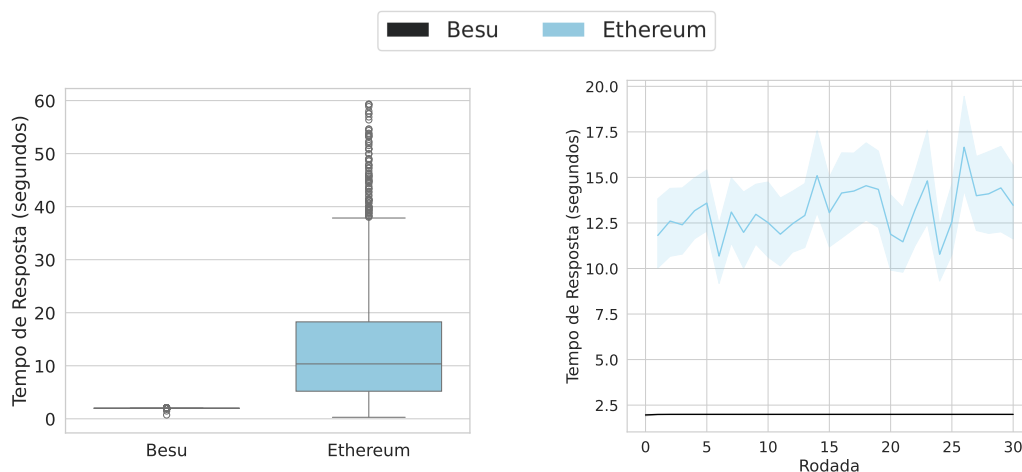 Besu Ethereum
Tempo de Resposta (segundos)
60
50
40
30
20
10
0
Besu Ethereum
Tempo de Resposta (segundos)
20.0
17.5
15.0
12.5
10.0
7.5
5.0
2.5
0 5 10 15 20 25 30
Rodada